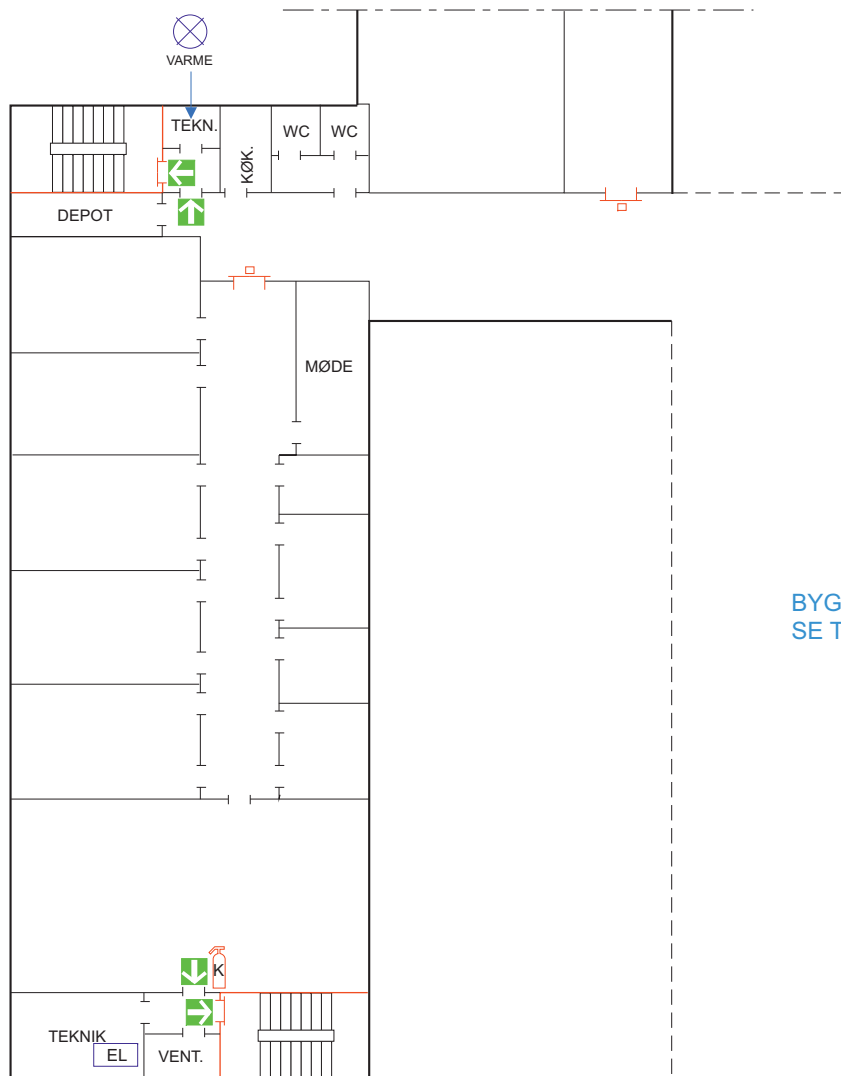 VARME
TEKN.
KØK.
WC
WC
DEPOT
MØDE
BYG
SE T
K
TEKNIK
EL
VENT.